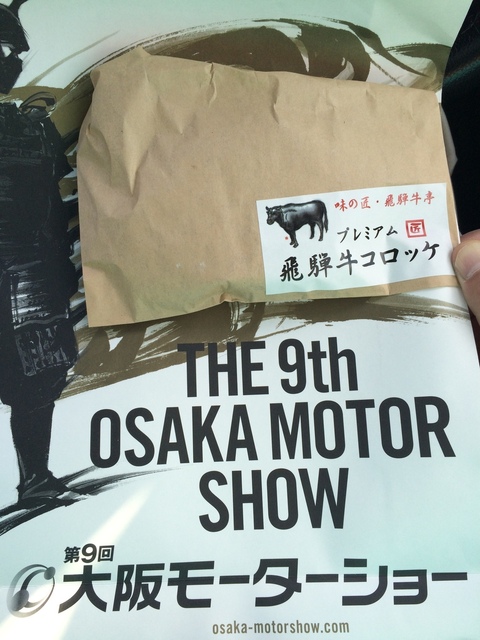 味の匠・飛騨牛亭
プレミアム 匠
飛騨牛コロッケ
THE 9th
OSAKA MOTOR
SHOW
第9回
大阪モーターショー
osaka-motorshow.com